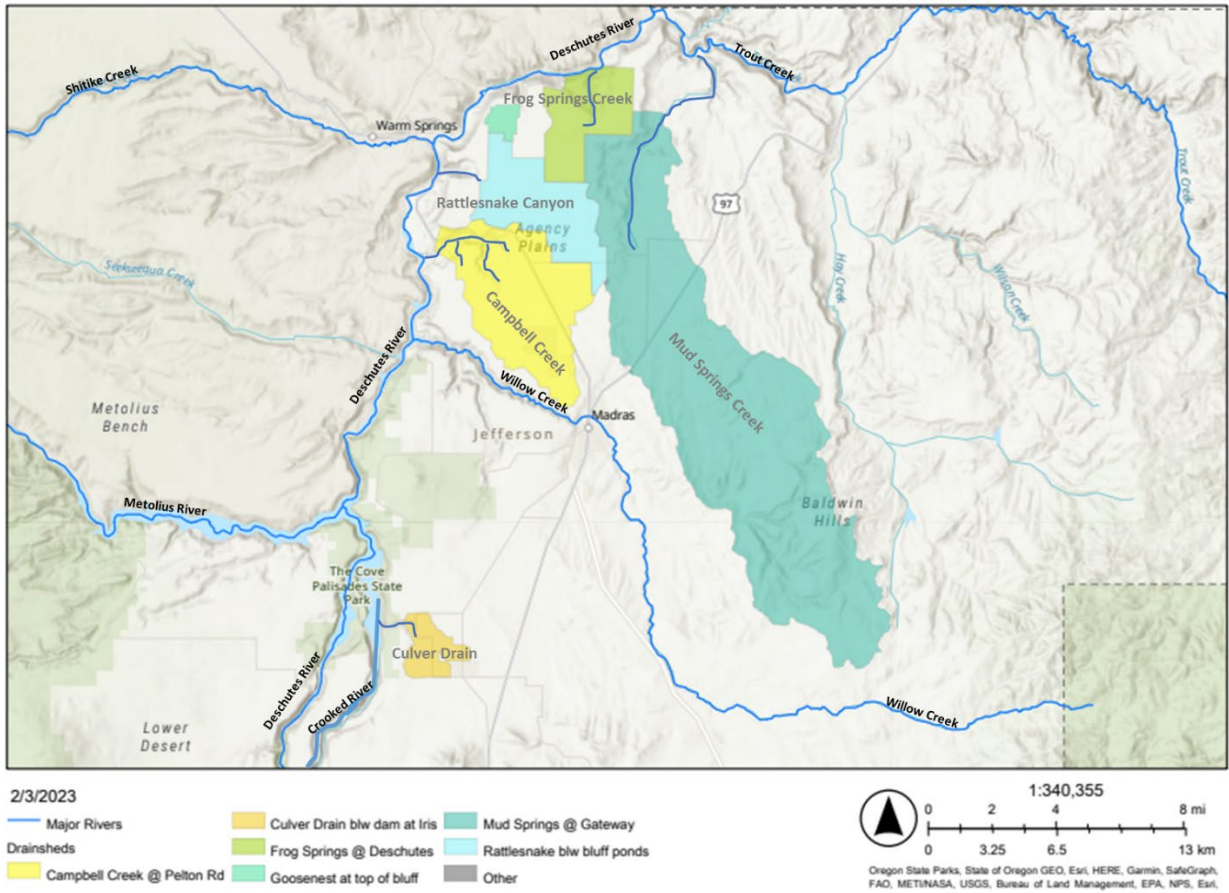 Deschutes River
Trout Creek
Shitike Creek
Frog Springs Creek
Warm Springs
Trout Creek
97
Rattlesnake Canyon
Agency
Plains
Hay Creek
Seekseequa Creek
Wilson Creek
Campbell Creek
Mud Springs Creek
Deschutes River
Willow Creek
Metolius
Bench
Madras
Jefferson
Metolius River
Baldwin
Hills
The Cove
Palisades State
Park
Culver Drain
Deschutes River
Crooked River
Lower
Desert
Willow Creek
2/3/2023
Major Rivers
Drainsheds
Campbell Creek @ Pelton Rd
Culver Drain blw dam at Iris
Frog Springs @ Deschutes
Goosenest at top of bluff
Mud Springs @ Gateway
Rattlesnake blw bluff ponds
Other
1:340,355
0 2 4 8 mi
0 3.25 6.5 13 km
Oregon State Parks, State of Oregon GEO, Esri, HERE, Garmin, SafeGraph,
FAO, METI/NASA, USGS, Bureau of Land Management, EPA, NPS, Esri,